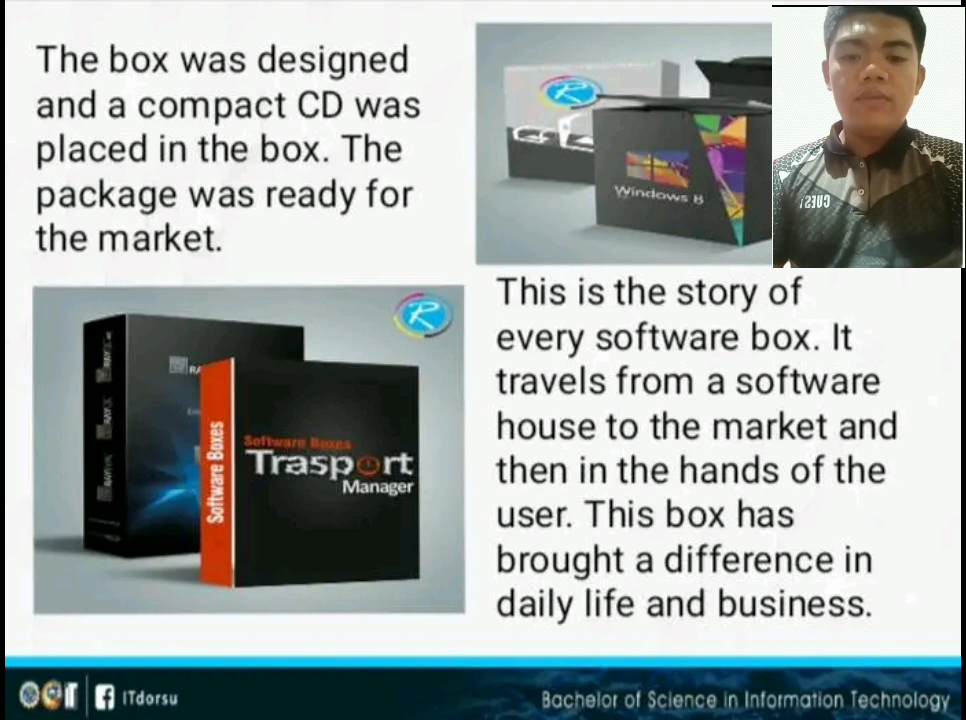 The box was designed
and a compact CD was
placed in the box. The
package was ready for
the market.
Windows 8
This is the story of
every software box. It
travels from a software
house to the market and
then in the hands of the
user. This box has
brought a difference in
daily life and business.
Software Boxes
Software Boxes
Trasport
Manager
ITdorsu
Bachelor of Science in Information Technology